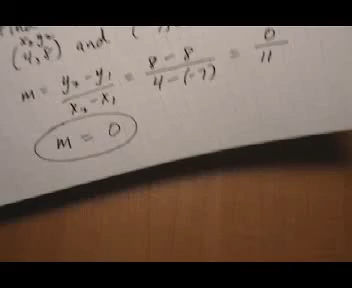 x₂ y₂
(4, 8) and (
m = y₂ - y₁ / x₂ - x₁ = 8 - 8 / 4 - (-7) = 0 / 11
m = 0